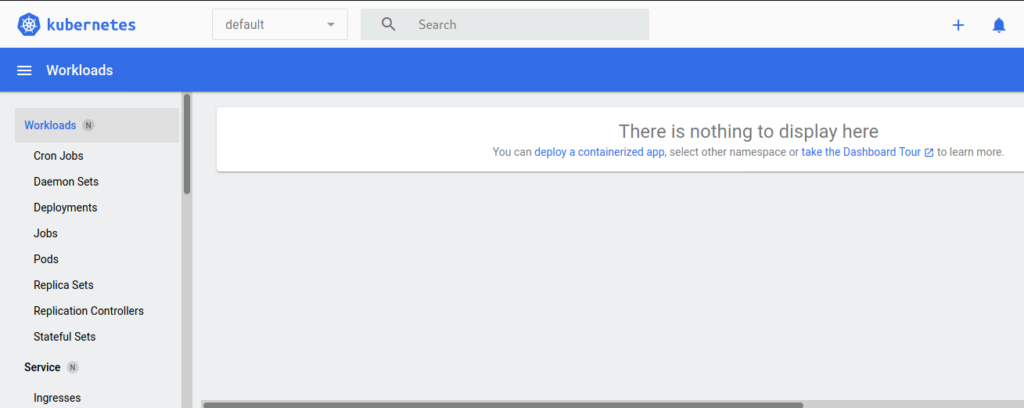 kubernetes
default
Search
Workloads
Workloads N
Cron Jobs
Daemon Sets
Deployments
Jobs
Pods
Replica Sets
Replication Controllers
Stateful Sets
Service N
Ingresses
There is nothing to display here
You can deploy a containerized app, select other namespace or take the Dashboard Tour to learn more.